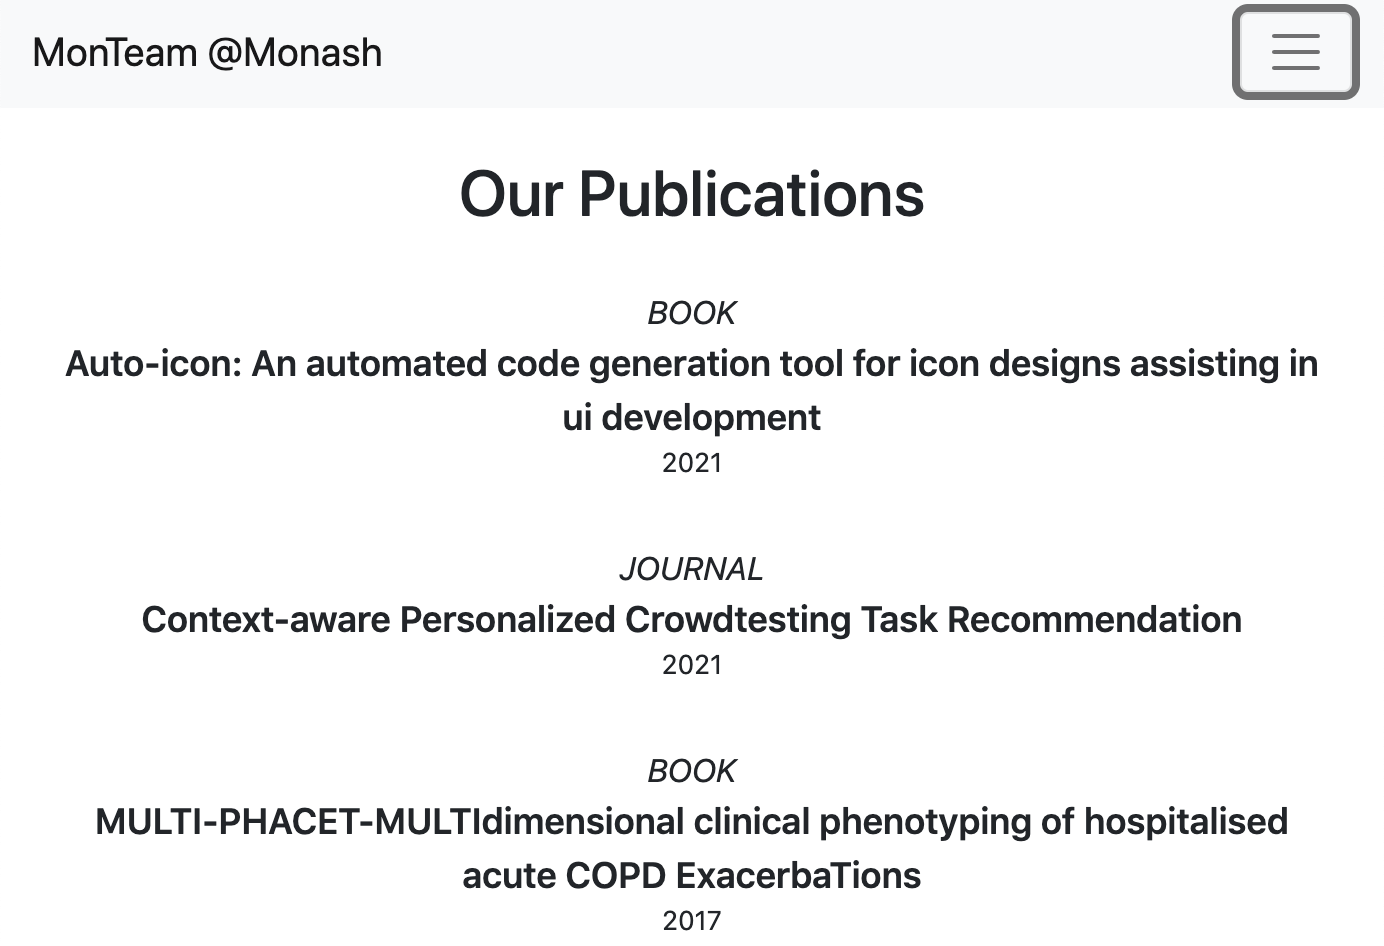 MonTeam @Monash
Our Publications
BOOK
Auto-icon: An automated code generation tool for icon designs assisting in
ui development
2021
JOURNAL
Context-aware Personalized Crowdtesting Task Recommendation
2021
BOOK
MULTI-PHACET-MULTIdimensional clinical phenotyping of hospitalised
acute COPD ExacerbaTions
2017